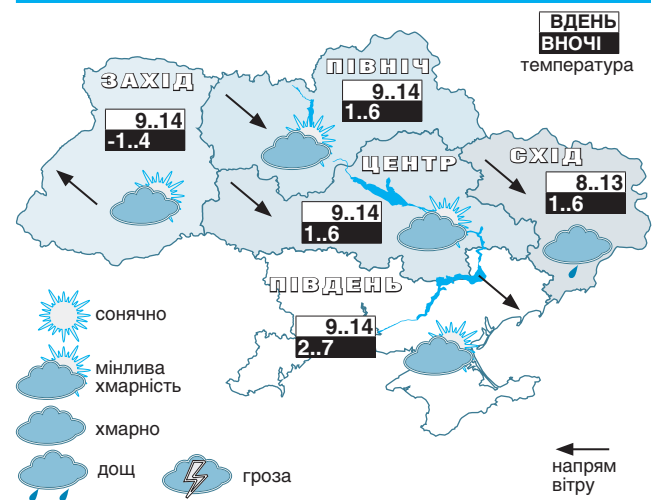 ВДЕНЬ
ВНОЧІ
температура
ЗАХІД
9..14
-1..4
ПІВНІЧ
9..14
1..6
ЦЕНТР
9..14
1..6
СХІД
8..13
1..6
ПІВДЕНЬ
9..14
2..7
сонячно
мінлива
хмарність
хмарно
дощ
гроза
напрям
вітру